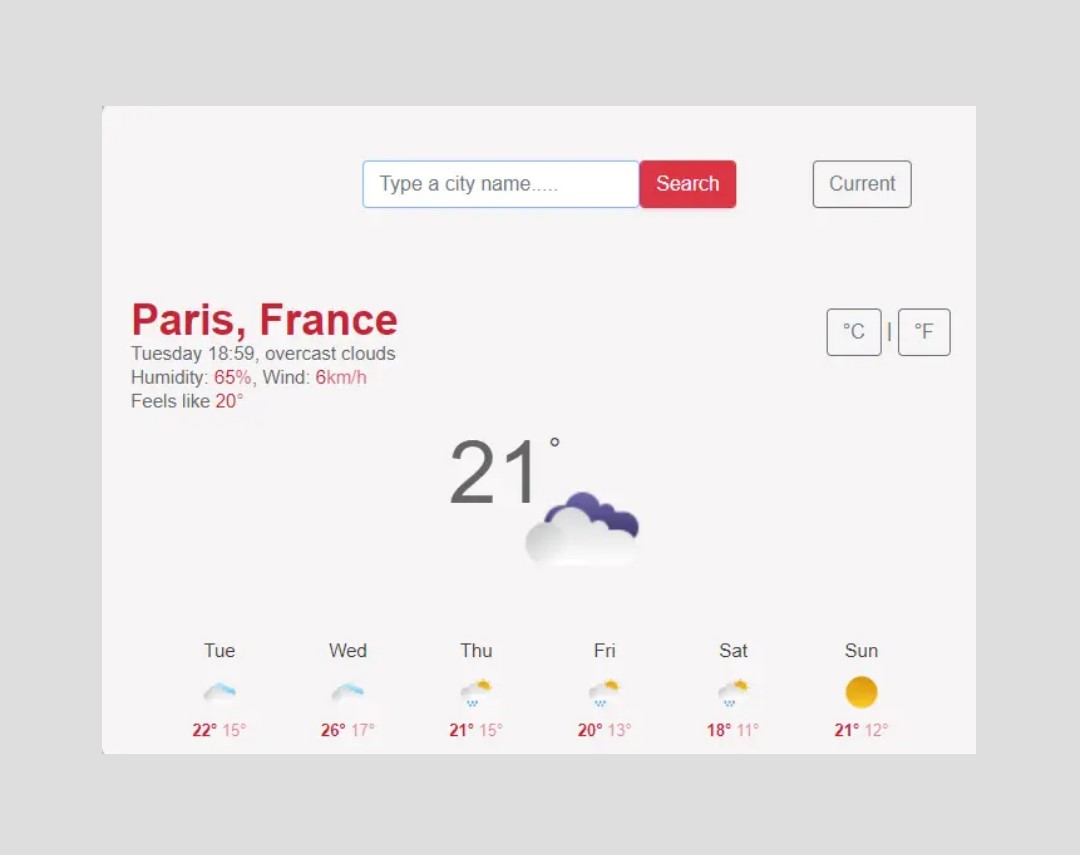 Type a city name..... Search Current
Paris, France
°C | °F
Tuesday 18:59, overcast clouds
Humidity: 65%, Wind: 6km/h
Feels like 20°
21°
Tue Wed Thu Fri Sat Sun
22° 15° 26° 17° 21° 15° 20° 13° 18° 11° 21° 12°